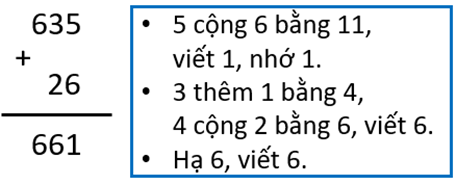 635
+
26
661
• 5 cộng 6 bằng 11,
viết 1, nhớ 1.
• 3 thêm 1 bằng 4,
4 cộng 2 bằng 6, viết 6.
• Hạ 6, viết 6.